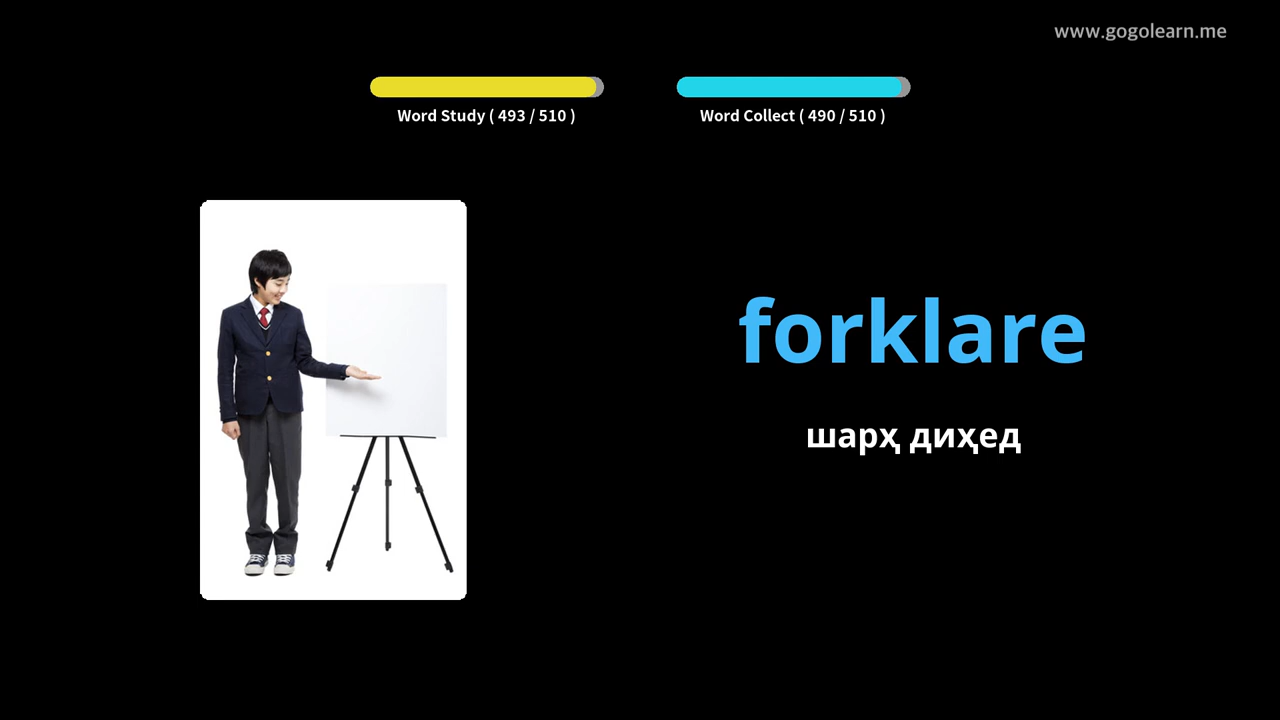 www.gogolearn.me
Word Study ( 493 / 510 )
Word Collect ( 490 / 510 )
forklare
шарҳ диҳед